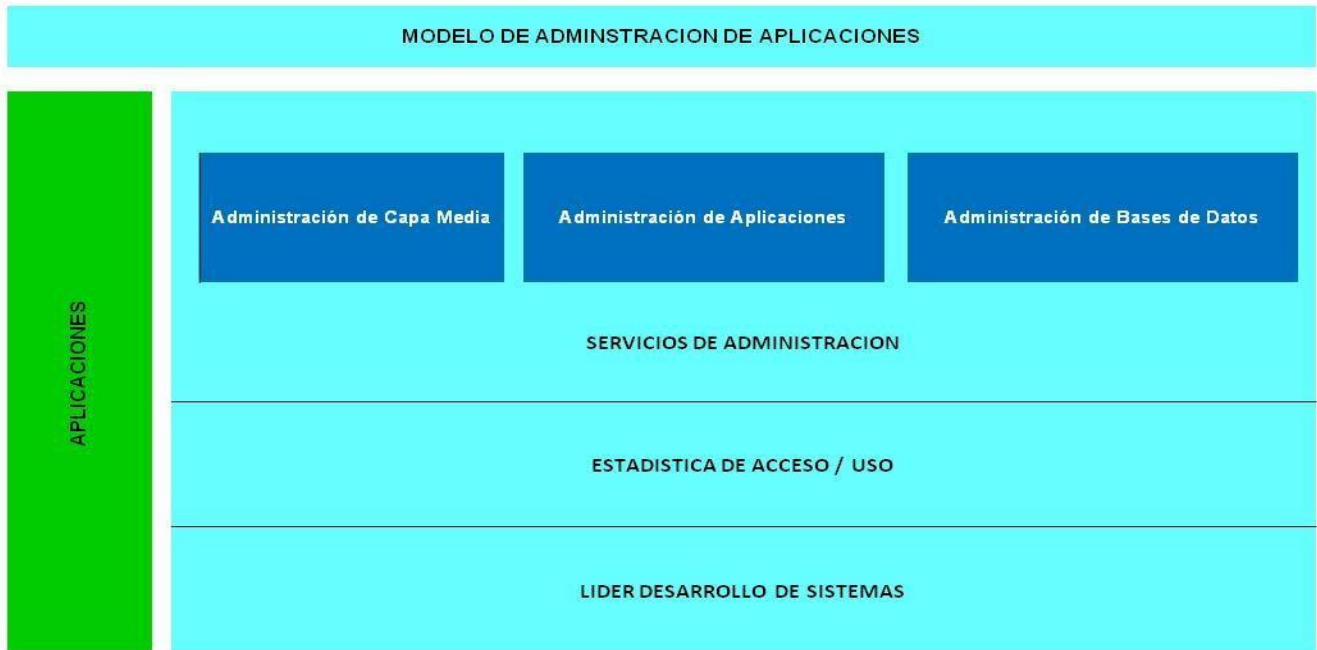 MODELO DE ADMINSTRACION DE APLICACIONES
APLICACIONES
Administración de Capa Media
Administración de Aplicaciones
Administración de Bases de Datos
SERVICIOS DE ADMINISTRACION
ESTADISTICA DE ACCESO / USO
LIDER DESARROLLO DE SISTEMAS